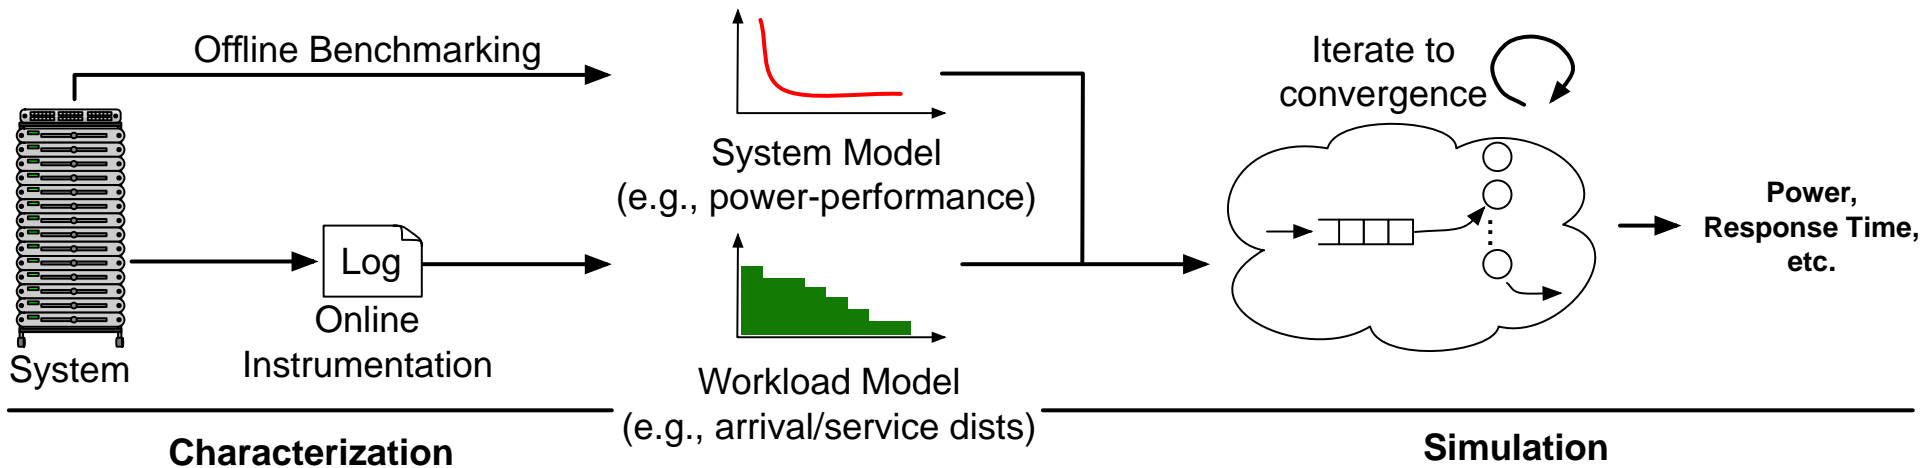 Offline Benchmarking
System
Log
Online
Instrumentation
System Model
(e.g., power-performance)
Workload Model
(e.g., arrival/service dists)
Iterate to
convergence
Power,
Response Time,
etc.
Characterization
Simulation